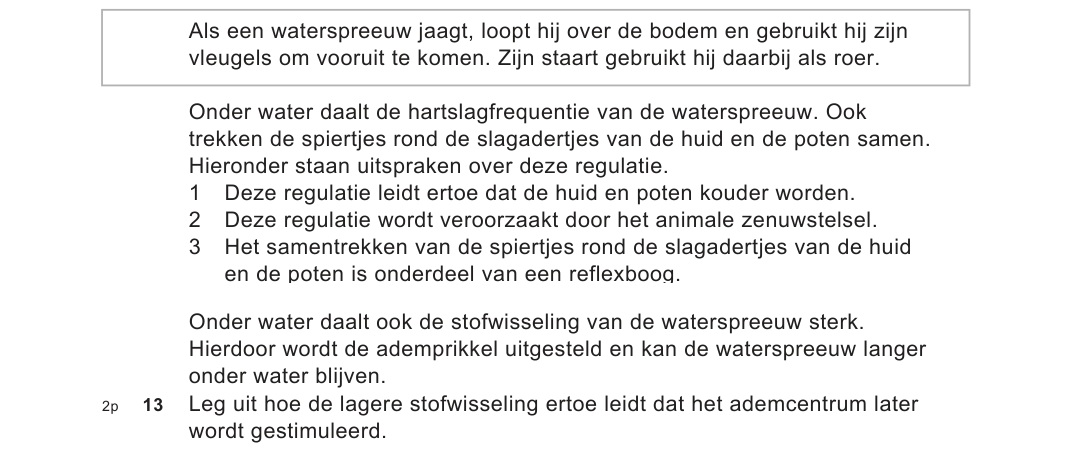 Als een waterspreeuw jaagt, loopt hij over de bodem en gebruikt hij zijn
vleugels om vooruit te komen. Zijn staart gebruikt hij daarbij als roer.
Onder water daalt de hartslagfrequentie van de waterspreeuw. Ook
trekken de spiertjes rond de slagadertjes van de huid en de poten samen.
Hieronder staan uitspraken over deze regulatie.
1 Deze regulatie leidt ertoe dat de huid en poten kouder worden.
2 Deze regulatie wordt veroorzaakt door het animale zenuwstelsel.
3 Het samentrekken van de spiertjes rond de slagadertjes van de huid
en de poten is onderdeel van een reflexboog.
Onder water daalt ook de stofwisseling van de waterspreeuw sterk.
Hierdoor wordt de ademprikkel uitgesteld en kan de waterspreeuw langer
onder water blijven.
2p 13 Leg uit hoe de lagere stofwisseling ertoe leidt dat het ademcentrum later
wordt gestimuleerd.